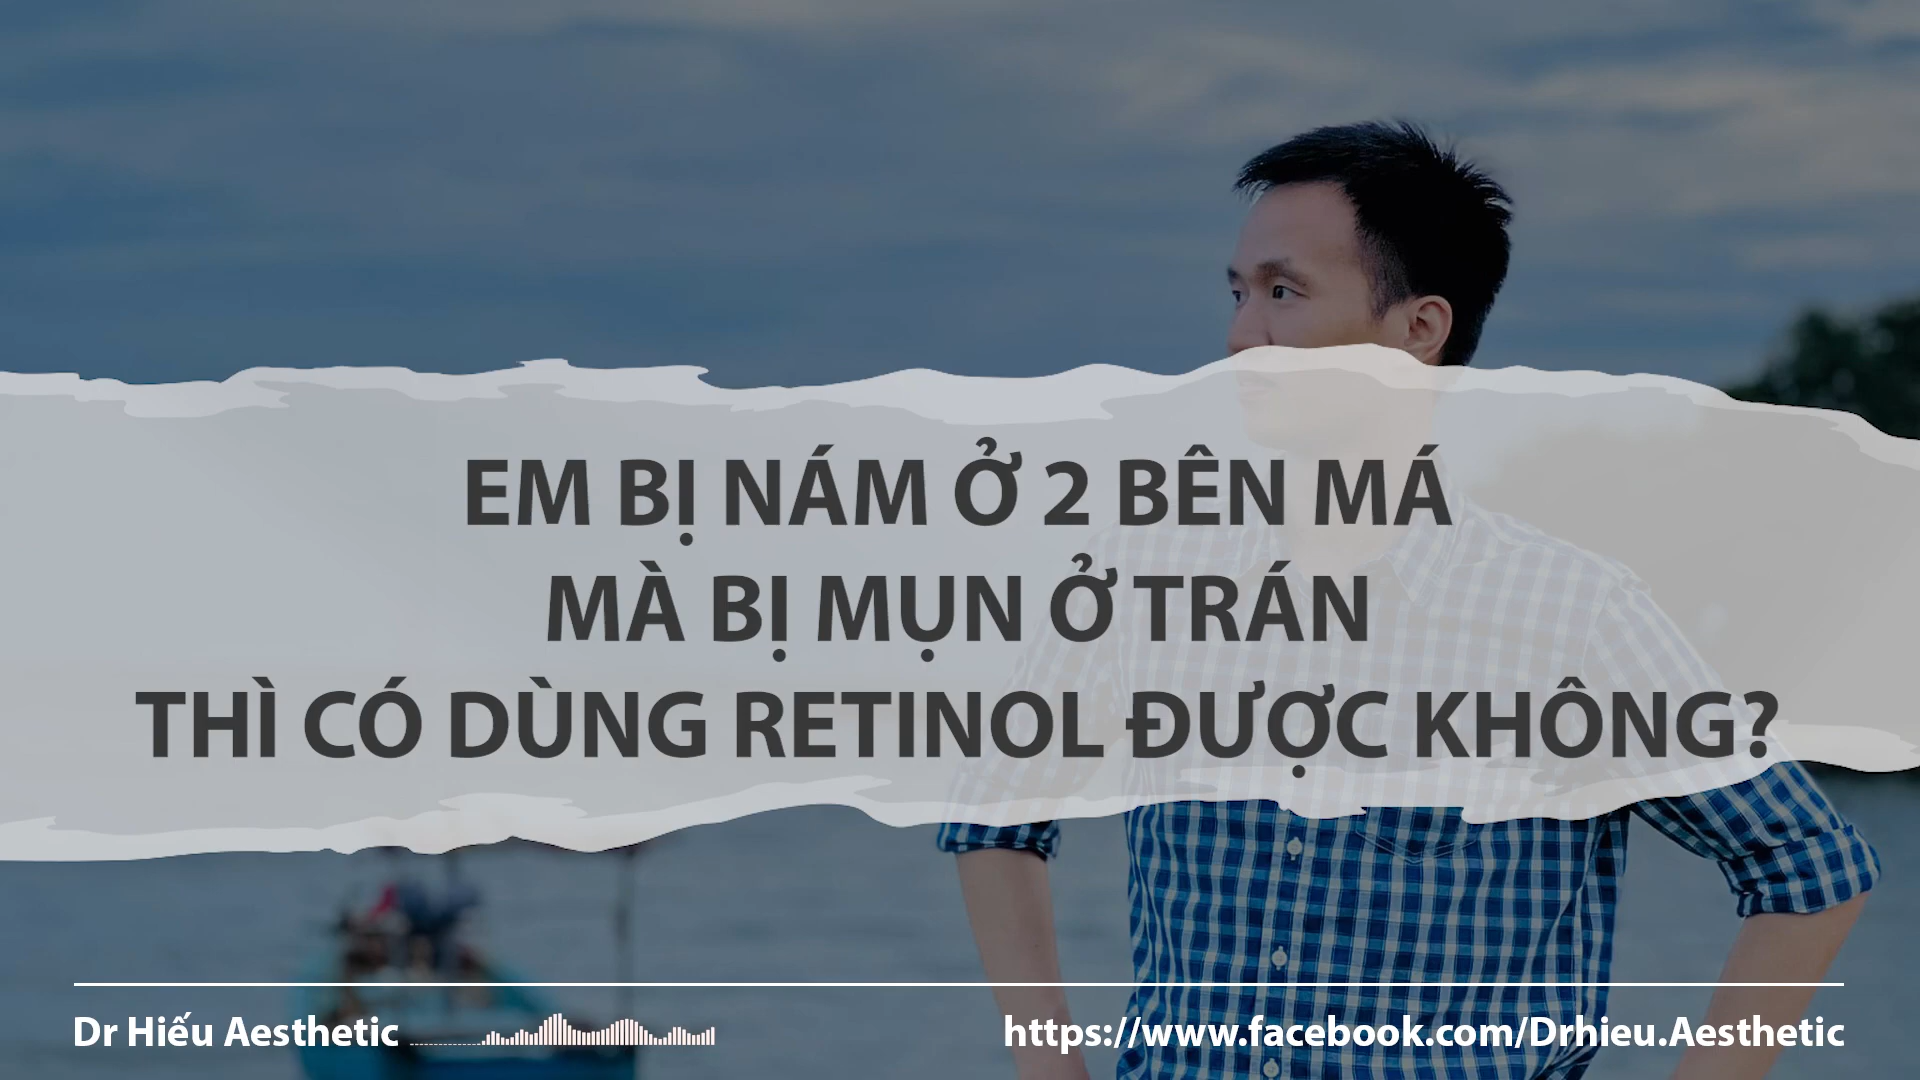 EM BỊ NÁM Ở 2 BÊN MÁ
MÀ BỊ MỤN Ở TRÁN
THÌ CÓ DÙNG RETINOL ĐƯỢC KHÔNG?
Dr Hiếu Aesthetic
https://www.facebook.com/Drhieu.Aesthetic